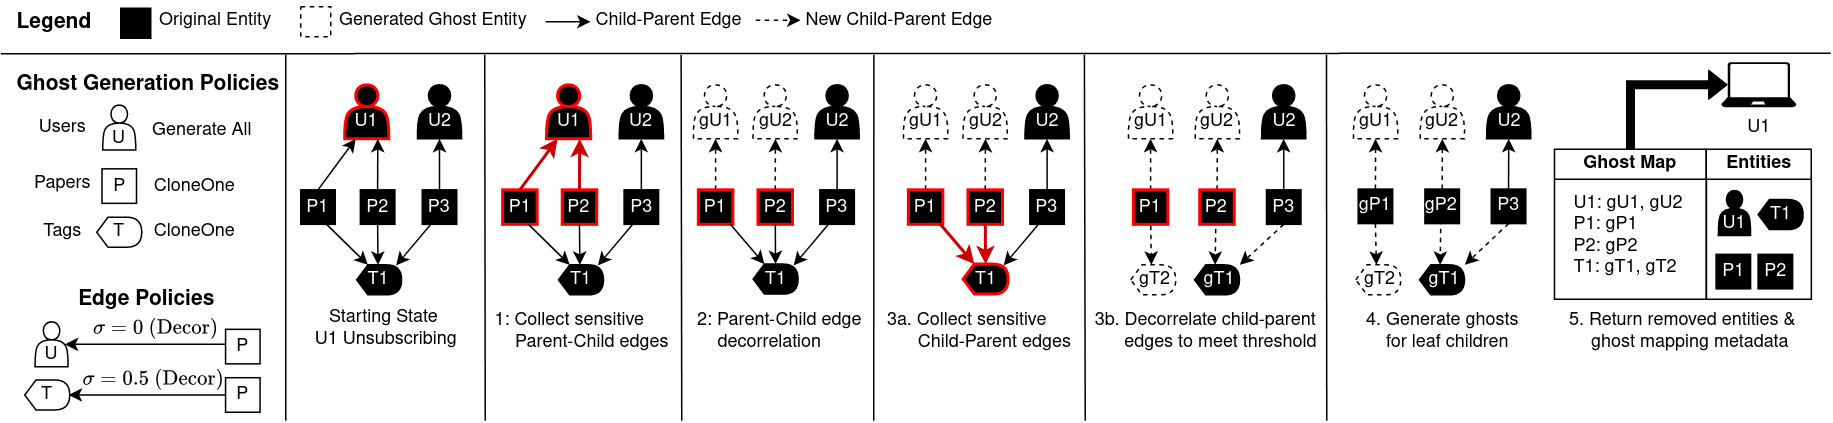 Legend
Original Entity
Generated Ghost Entity
Child-Parent Edge
New Child-Parent Edge
Ghost Generation Policies
Users
U
Generate All
Papers
P
CloneOne
Tags
T
CloneOne
Edge Policies
σ = 0 (Decor)
U
P
σ = 0.5 (Decor)
T
P
U1
U2
P1
P2
P3
T1
Starting State
U1 Unsubscribing
U1
U2
P1
P2
P3
T1
1: Collect sensitive
Parent-Child edges
gU1
gU2
U2
P1
P2
P3
T1
2: Parent-Child edge
decorrelation
gU1
gU2
U2
P1
P2
P3
T1
3a. Collect sensitive
Child-Parent edges
gU1
gU2
U2
P1
P2
P3
gT2
gT1
3b. Decorrelate child-parent
edges to meet threshold
gU1
gU2
U2
gP1
gP2
P3
gT2
gT1
4. Generate ghosts
for leaf children
U1
Ghost Map
Entities
U1: gU1, gU2
P1: gP1
P2: gP2
T1: gT1, gT2
U1
T1
P1
P2
5. Return removed entities &
ghost mapping metadata